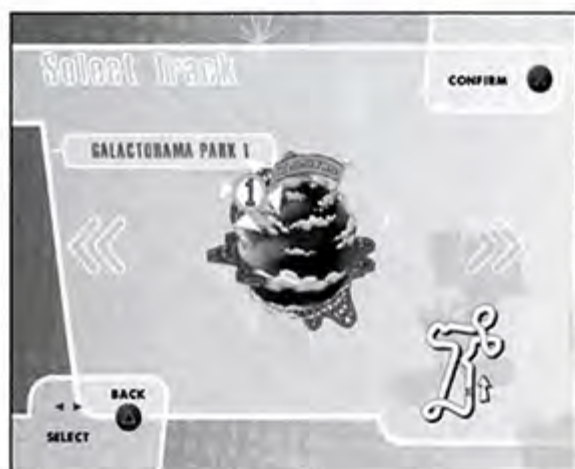 Select Track
CONFIRM
GALACTORAMA PARK 1
1
BACK
SELECT